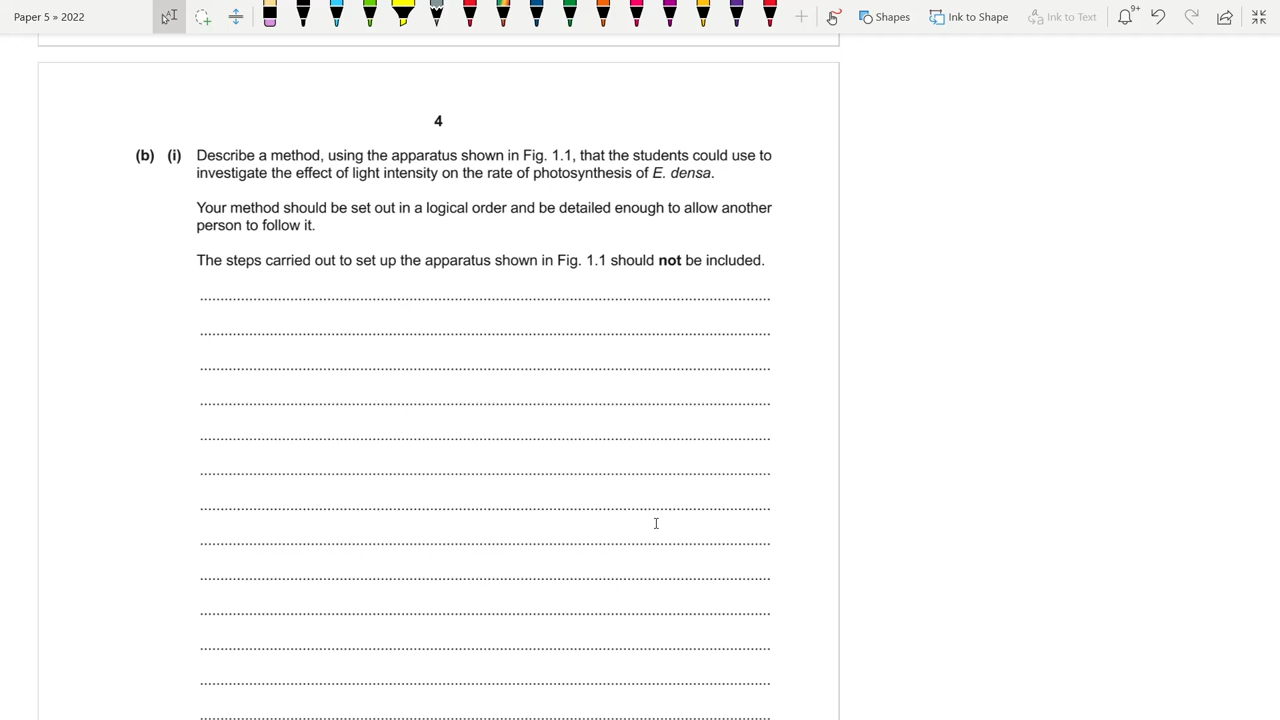 Paper 5 » 2022
9+
Shapes
Ink to Shape
Ink to Text
4
(b) (i) Describe a method, using the apparatus shown in Fig. 1.1, that the students could use to
investigate the effect of light intensity on the rate of photosynthesis of E. densa.
Your method should be set out in a logical order and be detailed enough to allow another
person to follow it.
The steps carried out to set up the apparatus shown in Fig. 1.1 should not be included.